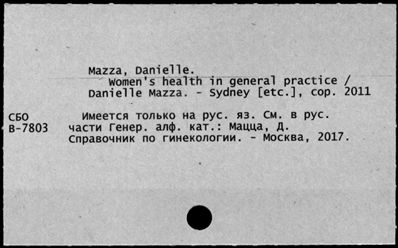 Mazza, Danielle.
Women's health in general practice /
Danielle Mazza. - Sydney [etc.], cop. 2011
СБО Имеется только на рус. яз. См. в рус.
В-7803 части Генер. алф. кат.: Мацца, Д.
Справочник по гинекологии. - Москва, 2017.